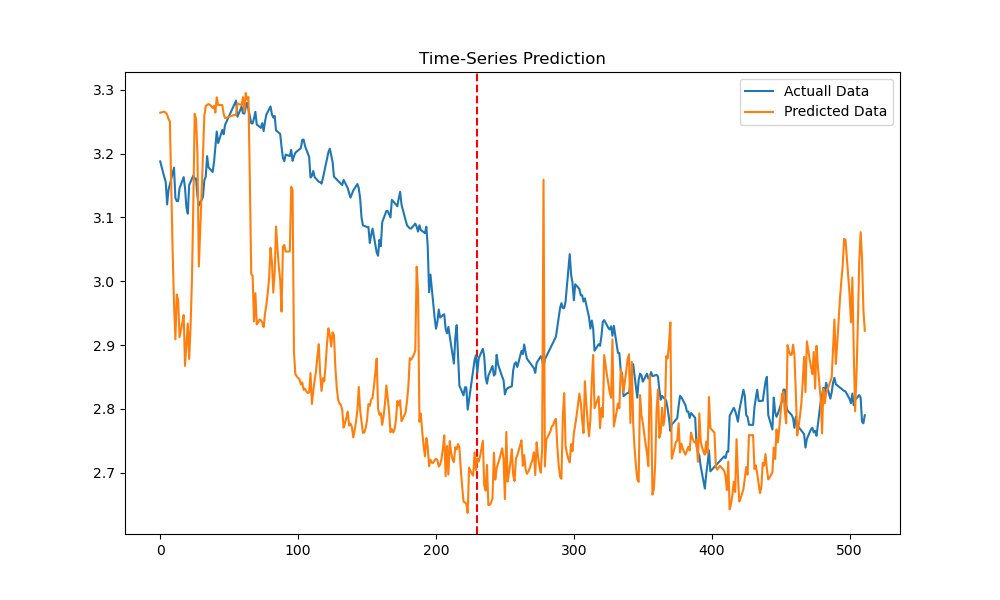 Time-Series Prediction
Actuall Data
Predicted Data
3.3
3.2
3.1
3.0
2.9
2.8
2.7
0 100 200 300 400 500